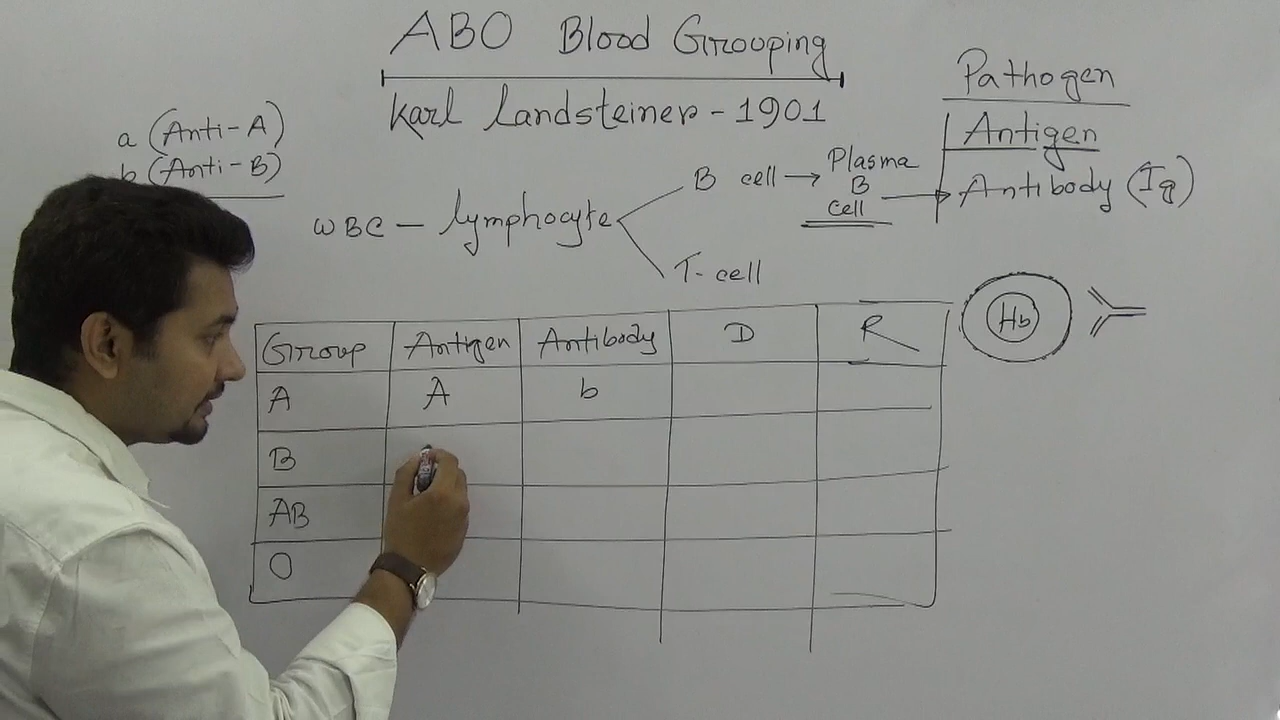 ABO Blood Grouping
Karl Landsteiner - 1901
a (Anti-A)
b (Anti-B)
Pathogen
Antigen
Antibody (Ig)
WBC - lymphocyte
B cell → Plasma B cell →
T-cell
Hb
Group Antigen Antibody D R
A A b
B
AB
O